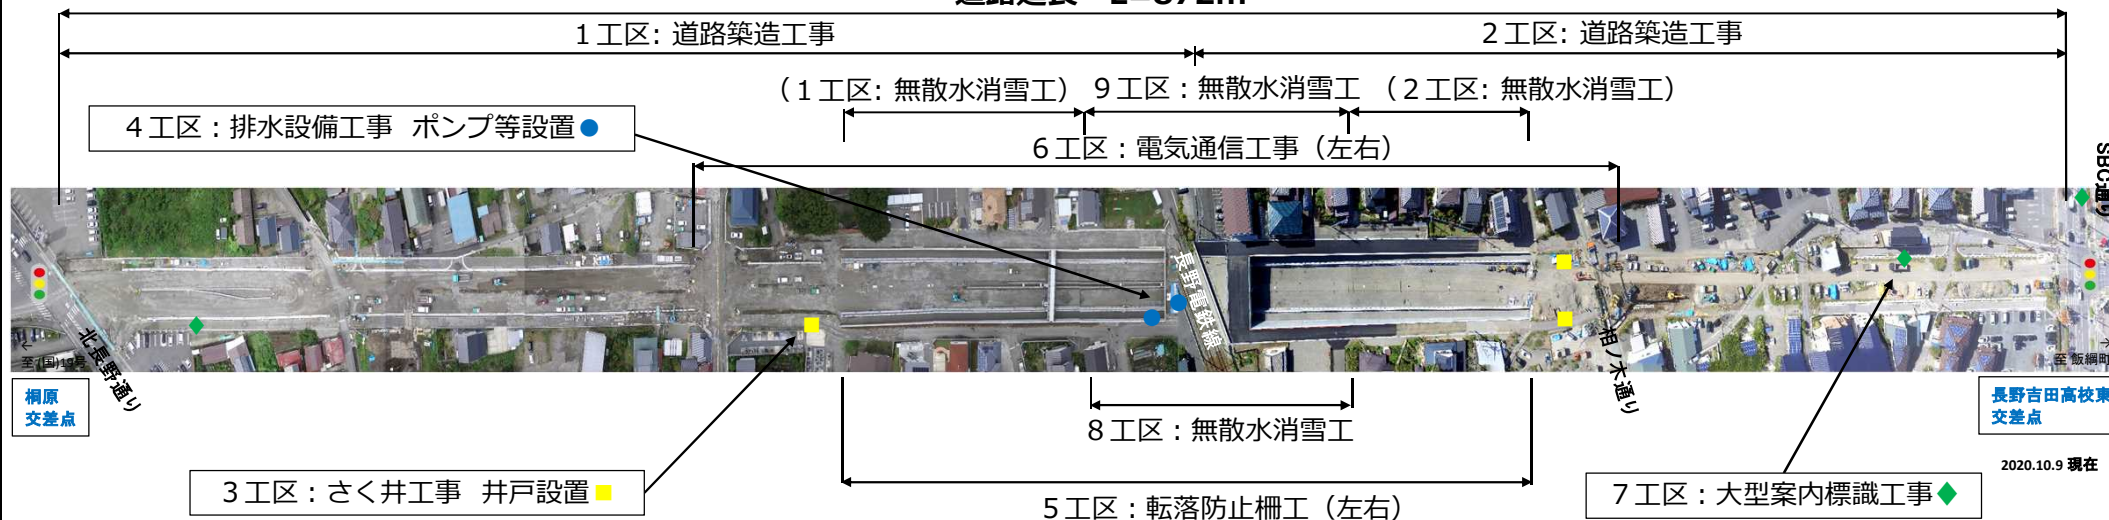 １工区: 道路築造工事
２工区: 道路築造工事
（１工区: 無散水消雪工）
９工区：無散水消雪工
（２工区: 無散水消雪工）
４工区：排水設備工事 ポンプ等設置
６工区：電気通信工事（左右）
SBC通り
長野電鉄線
北長野通り
至(国)19号
相ノ木通り
至 飯綱町
桐原
交差点
長野吉田高校東
交差点
８工区：無散水消雪工
2020.10.9 現在
３工区：さく井工事 井戸設置
５工区：転落防止柵工（左右）
７工区：大型案内標識工事